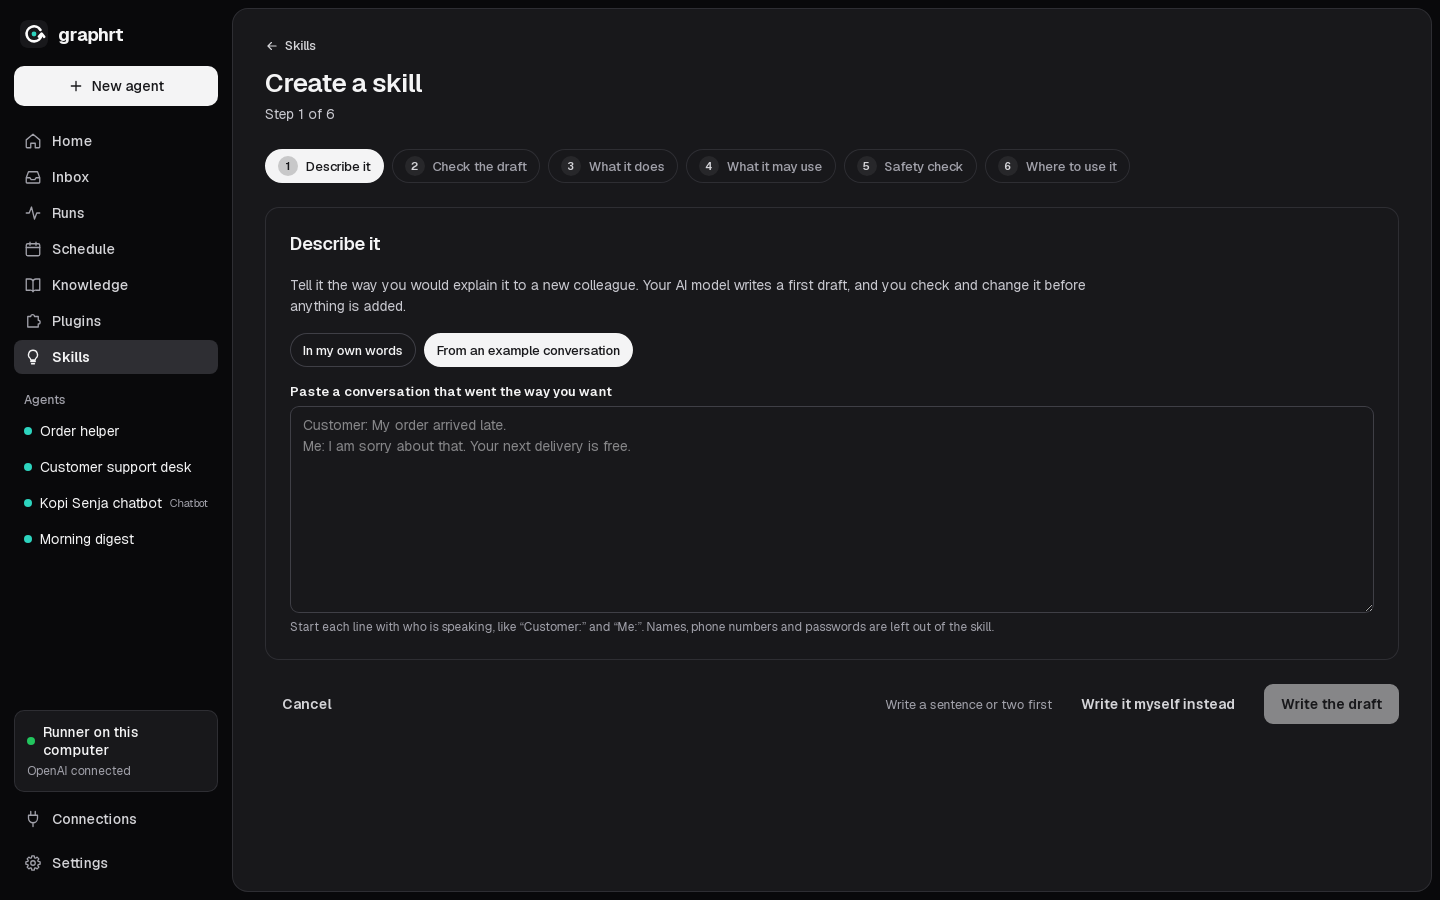 graphrt
New agent
Home
Inbox
Runs
Schedule
Knowledge
Plugins
Skills
Agents
Order helper
Customer support desk
Kopi Senja chatbot Chatbot
Morning digest
Runner on this
computer
OpenAI connected
Connections
Settings
Skills
Create a skill
Step 1 of 6
1 Describe it 2 Check the draft 3 What it does 4 What it may use 5 Safety check 6 Where to use it
Describe it
Tell it the way you would explain it to a new colleague. Your AI model writes a first draft, and you check and change it before
anything is added.
In my own words From an example conversation
Paste a conversation that went the way you want
Customer: My order arrived late.
Me: I am sorry about that. Your next delivery is free.
Start each line with who is speaking, like “Customer:” and “Me:”. Names, phone numbers and passwords are left out of the skill.
Cancel Write a sentence or two first Write it myself instead Write the draft